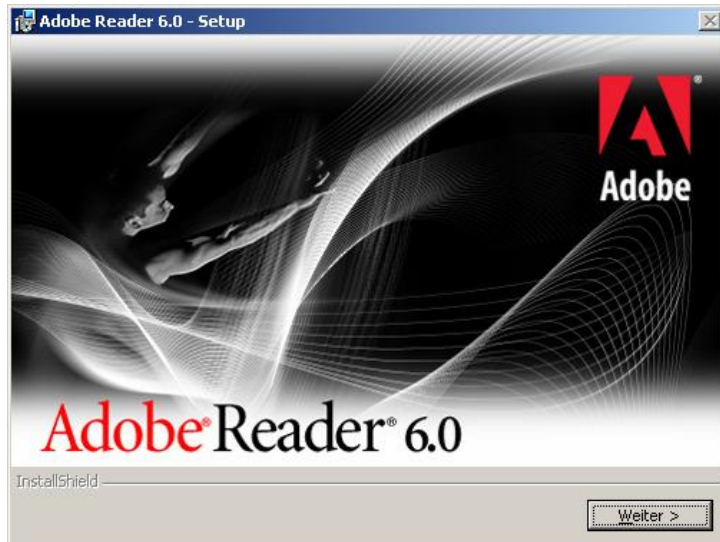 Adobe Reader 6.0 - Setup
Adobe
Adobe® Reader® 6.0
InstallShield
Weiter >